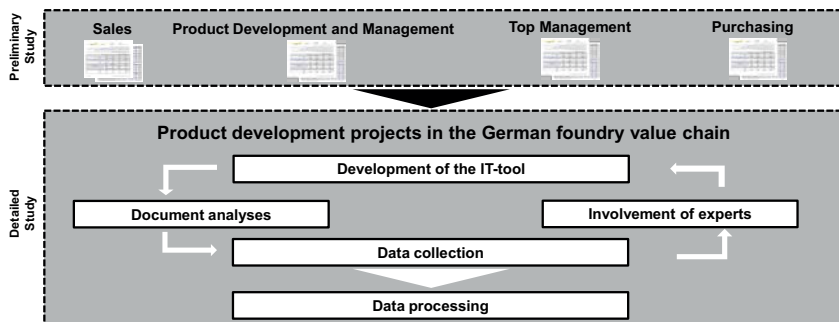 Preliminary
Study
Sales
Product Development and Management
Top Management
Purchasing
Detailed
Study
Product development projects in the German foundry value chain
Development of the IT-tool
Document analyses
Involvement of experts
Data collection
Data processing